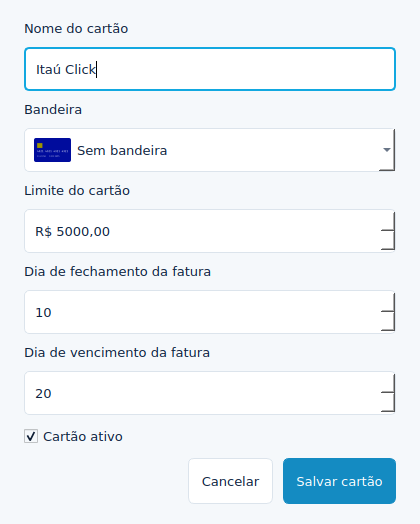 Nome do cartão
Itaú Click
Bandeira
Sem bandeira
Limite do cartão
R$ 5000,00
Dia de fechamento da fatura
10
Dia de vencimento da fatura
20
Cartão ativo
Cancelar Salvar cartão